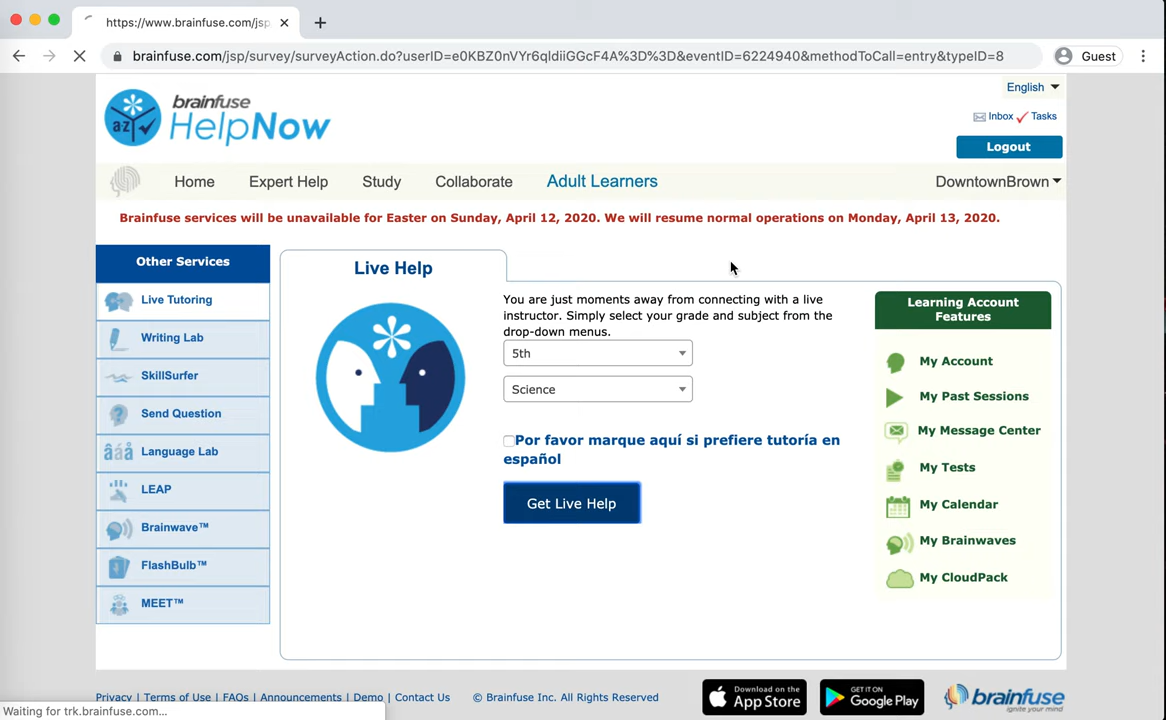 https://www.brainfuse.com/jsp
brainfuse.com/jsp/survey/surveyAction.do?userID=e0KBZ0nVYr6qldiiGGcF4A%3D%3D&eventID=6224940&methodToCall=entry&typeID=8
Guest
English
brainfuse
HelpNow
a-z
Inbox Tasks
Logout
Home Expert Help Study Collaborate Adult Learners DowntownBrown
Brainfuse services will be unavailable for Easter on Sunday, April 12, 2020. We will resume normal operations on Monday, April 13, 2020.
Other Services
Live Tutoring
Writing Lab
SkillSurfer
Send Question
Language Lab
LEAP
Brainwave™
FlashBulb™
MEET™
Live Help
You are just moments away from connecting with a live
instructor. Simply select your grade and subject from the
drop-down menus.
5th
Science
Por favor marque aquí si prefiere tutoría en
español
Get Live Help
Learning Account
Features
My Account
My Past Sessions
My Message Center
My Tests
My Calendar
My Brainwaves
My CloudPack
Privacy | Terms of Use | FAQs | Announcements | Demo | Contact Us © Brainfuse Inc. All Rights Reserved
Download on the
App Store
GET IT ON
Google Play
brainfuse
ignite your mind
Waiting for trk.brainfuse.com...